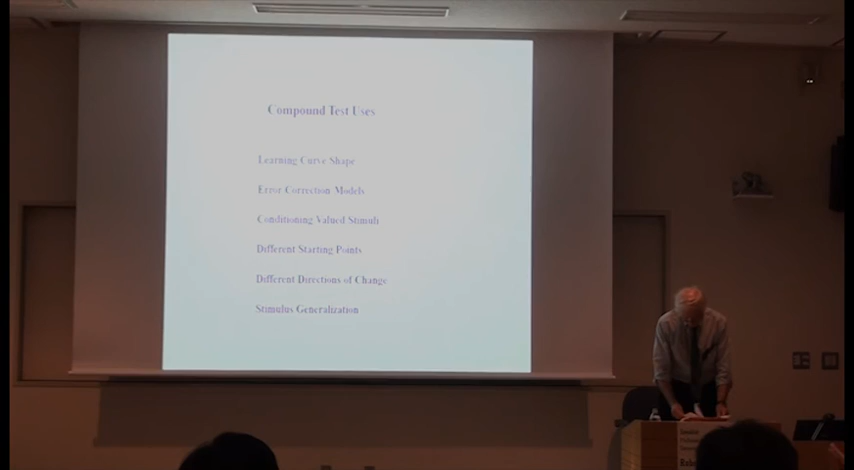 Compound Test Uses
Learning Curve Shape
Error Correction Models
Conditioning Valued Stimuli
Different Starting Points
Different Directions of Change
Stimulus Generalization